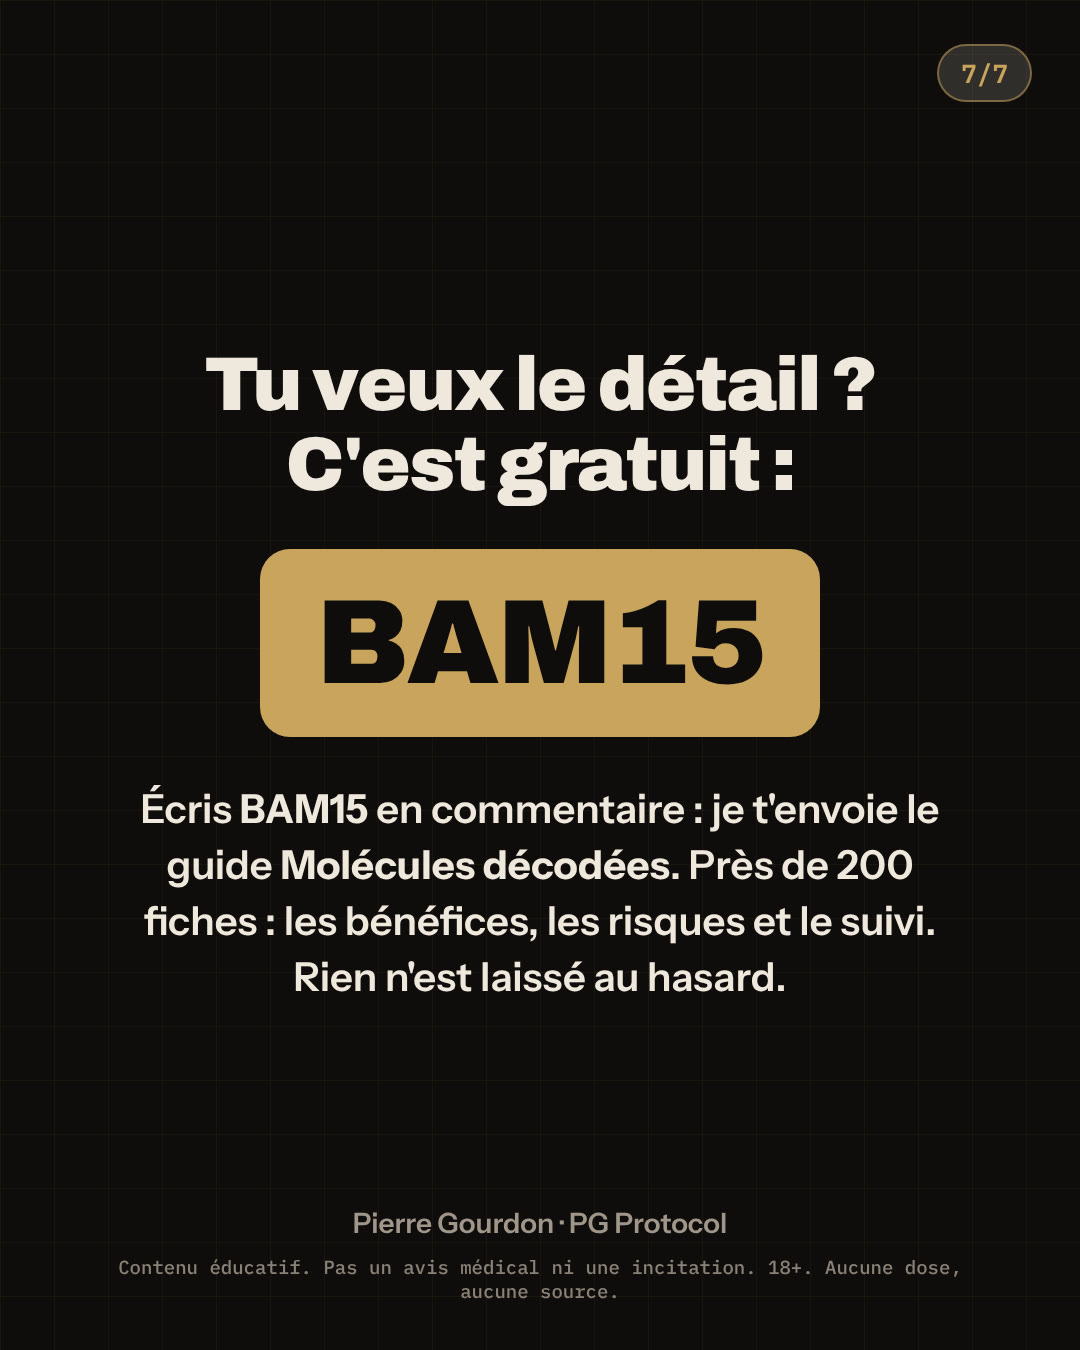 7/7
Tu veux le détail ?
C'est gratuit :
BAM15
Écris BAM15 en commentaire : je t'envoie le
guide Molécules décodées. Près de 200
fiches : les bénéfices, les risques et le suivi.
Rien n'est laissé au hasard.
Pierre Gourdon · PG Protocol
Contenu éducatif. Pas un avis médical ni une incitation. 18+. Aucune dose,
aucune source.